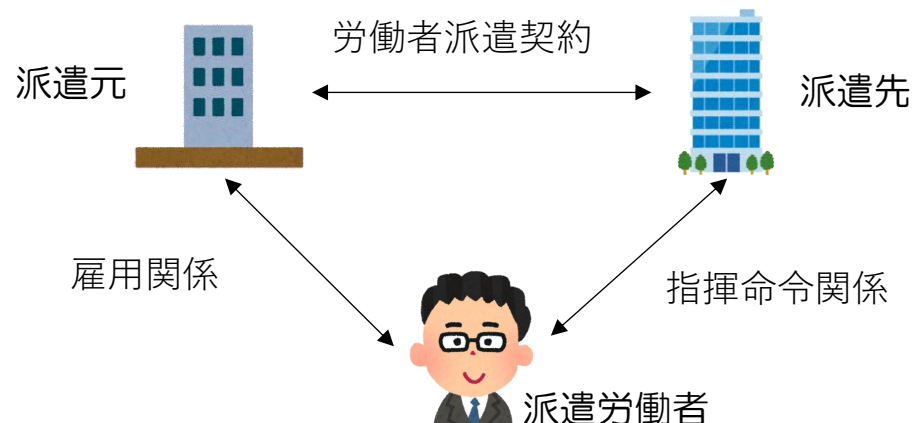 労働者派遣契約
派遣元
派遣先
雇用関係
指揮命令関係
派遣労働者